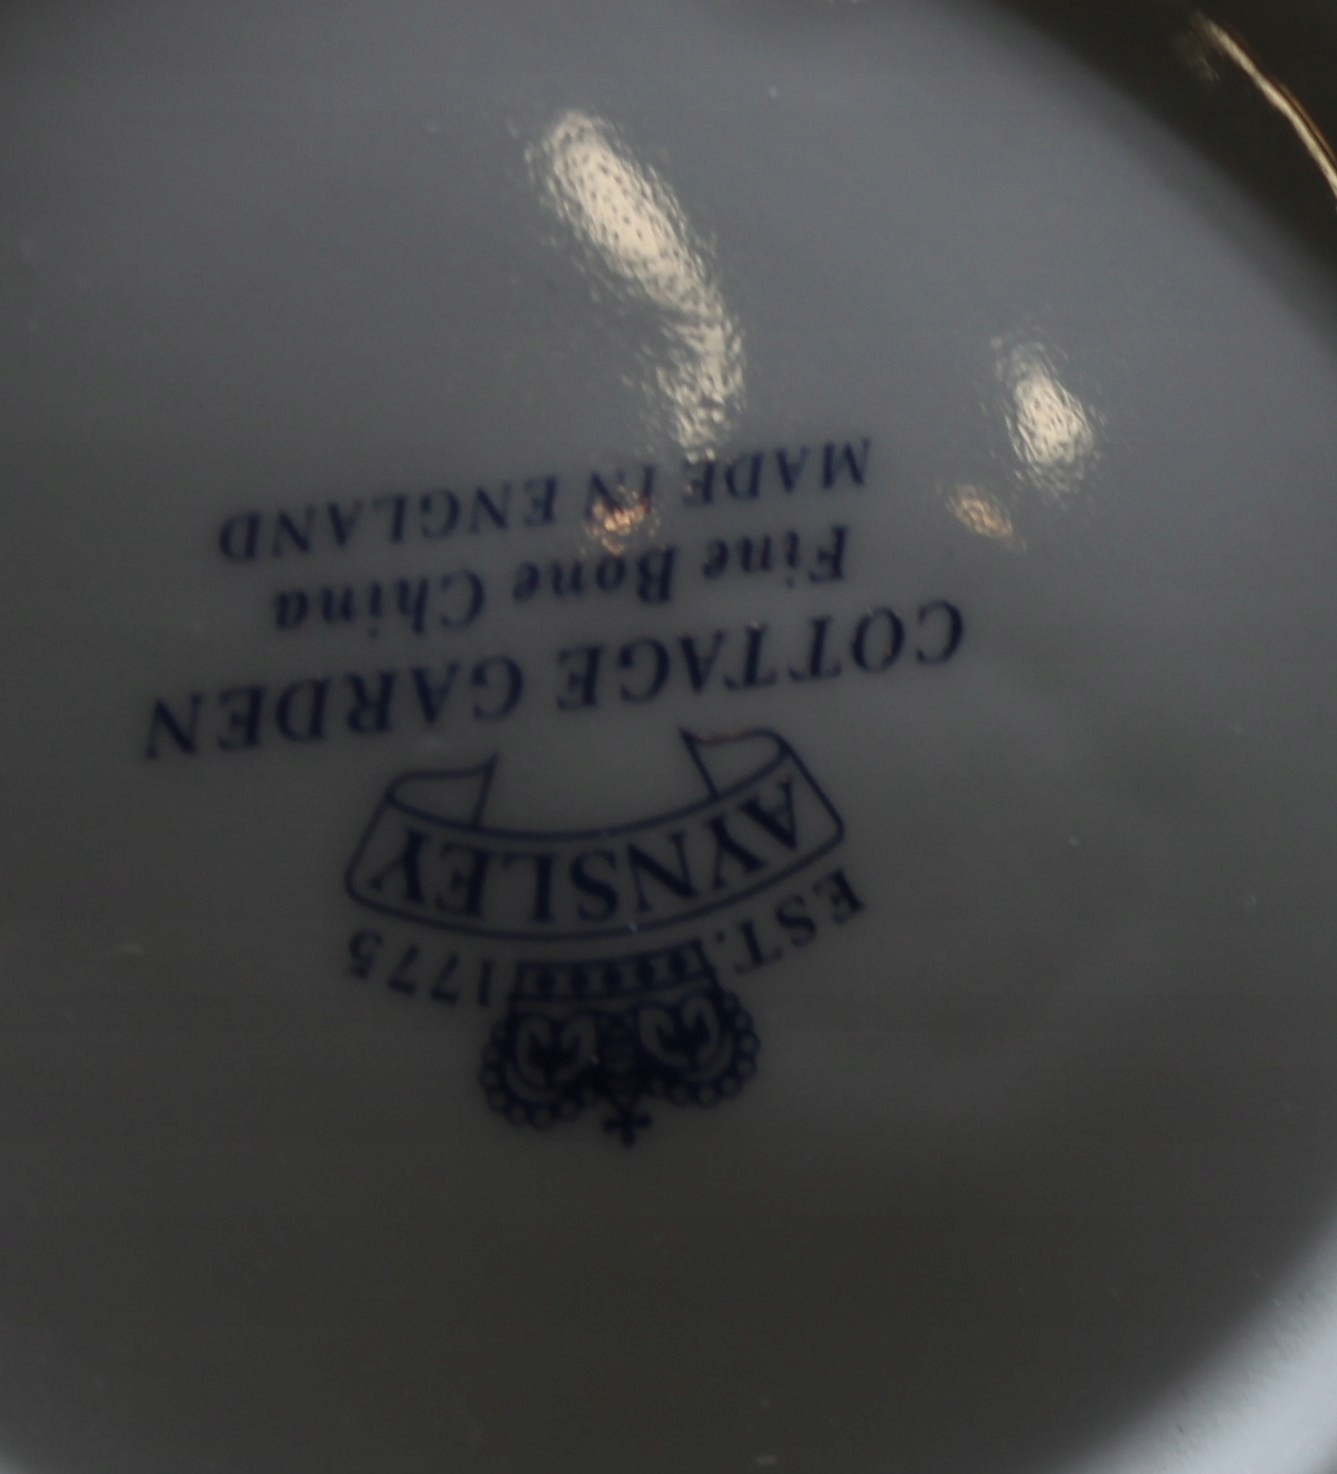 EST. 1775
AYNSLEY
COTTAGE GARDEN
Fine Bone China
MADE IN ENGLAND